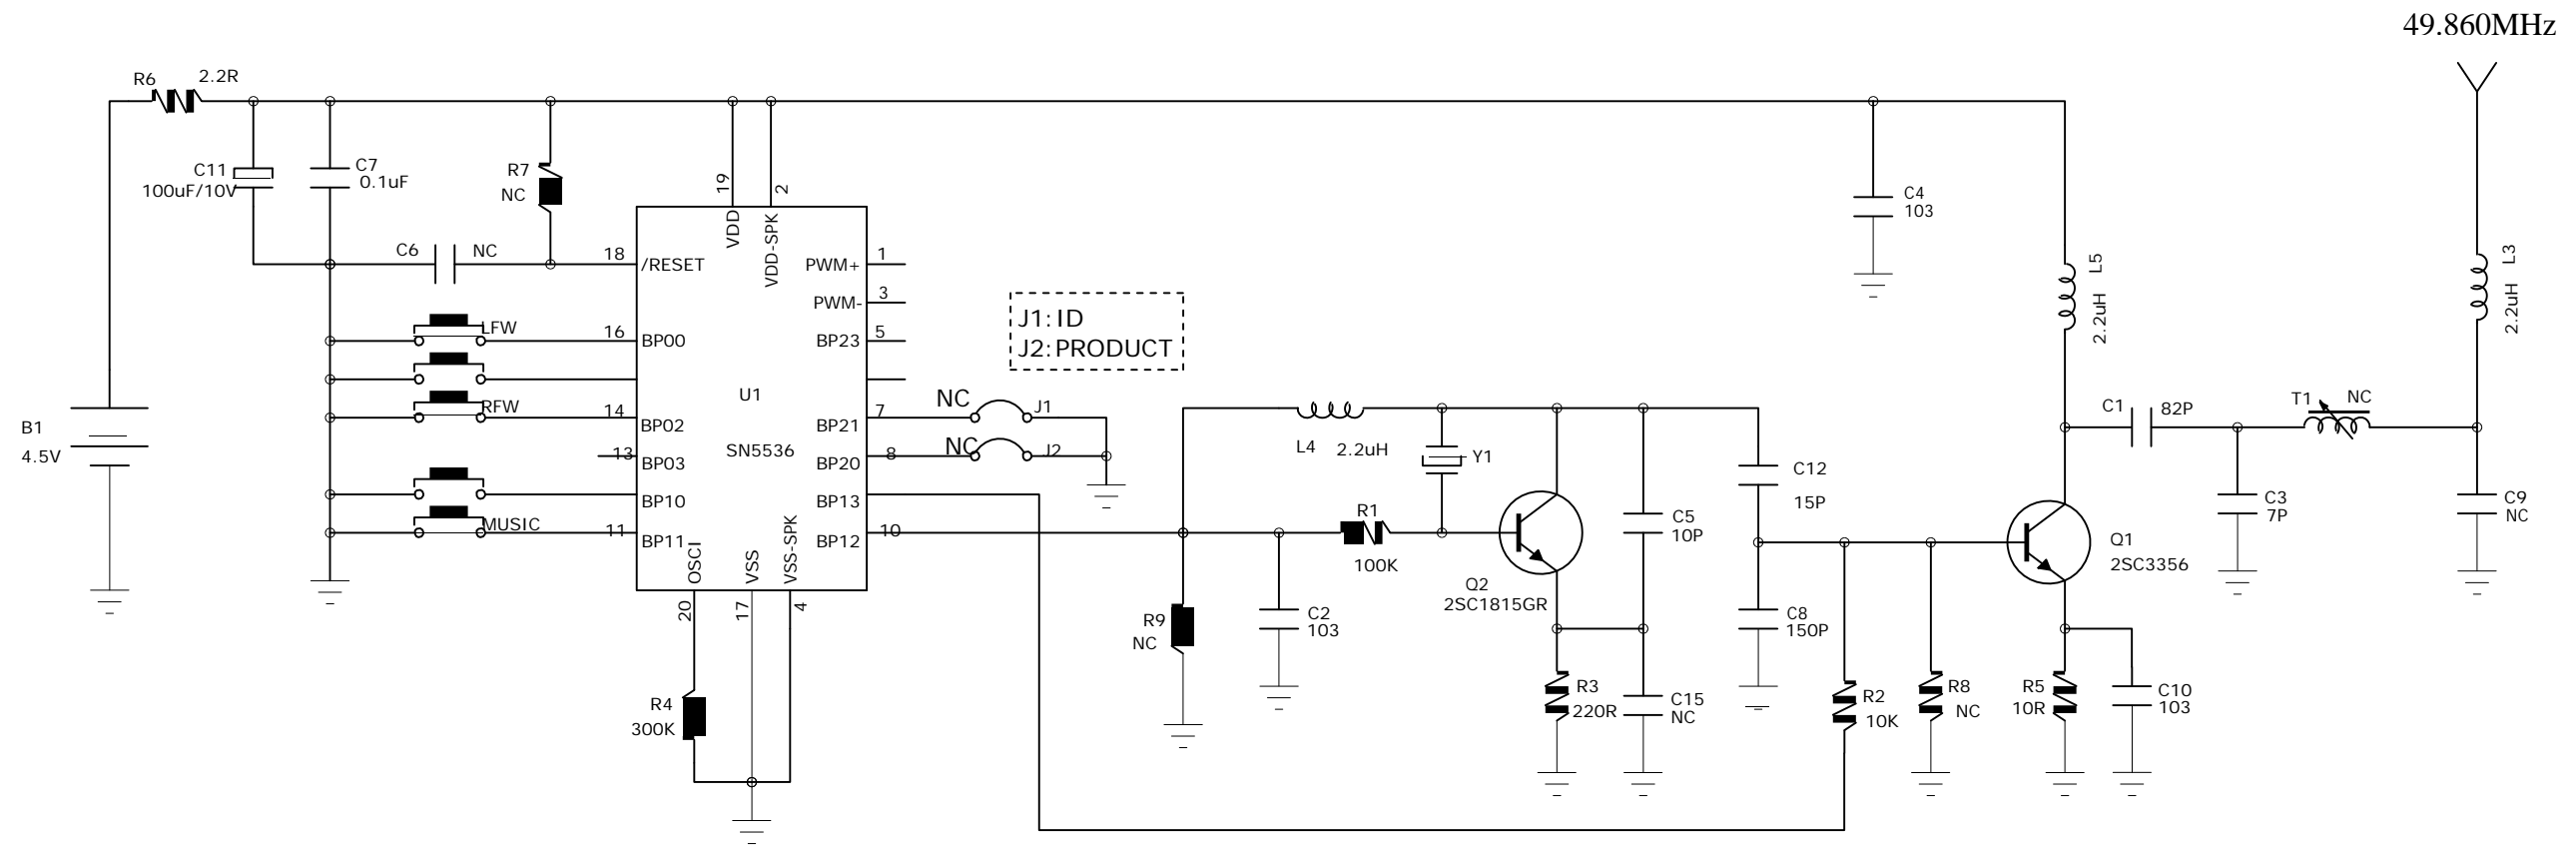 49.860MHz
R6
2.2R
C11
100uF/10V
C7
0.1uF
R7
NC
19
2
VDD
VDD-SPK
C4
103
C6
NC
18
/RESET
PWM+
1
PWM-
3
LFW
16
BP00
BP23
5
J1:ID
J2:PRODUCT
L5
2.2uH
L3
2.2uH
U1
SN5536
RFW
14
BP02
BP21
7
NC
J1
13
BP03
BP20
8
NC
J2
B1
4.5V
BP10
BP13
MUSIC
11
BP11
BP12
10
OSCI
VSS
VSS-SPK
20
17
4
L4
2.2uH
Y1
C12
15P
C1
82P
T1
NC
R1
100K
C5
10P
C3
7P
C9
NC
Q2
2SC1815GR
Q1
2SC3356
R9
NC
C2
103
C8
150P
R4
300K
R3
220R
C15
NC
R2
10K
R8
NC
R5
10R
C10
103